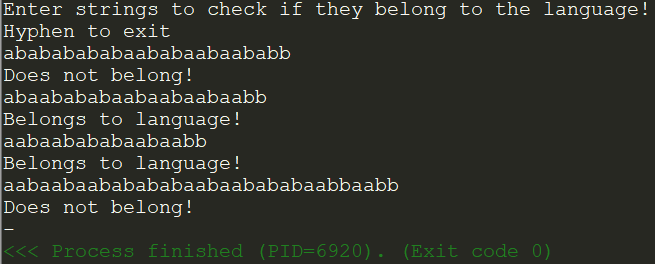 Enter strings to check if they belong to the language!
Hyphen to exit
abababababaababaabaababb
Does not belong!
abaabababaabaabaabaabb
Belongs to language!
aabaabababaabaabb
Belongs to language!
aabaabaababababaabaabababaabbaabb
Does not belong!
-
<<< Process finished (PID=6920). (Exit code 0)